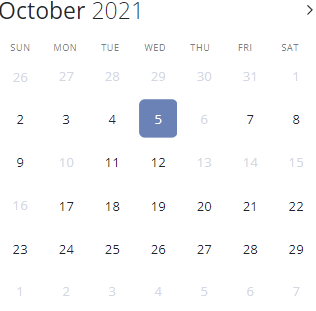 October 2021
SUN MON TUE WED THU FRI SAT
26 27 28 29 30 31 1
2 3 4 5 6 7 8
9 10 11 12 13 14 15
16 17 18 19 20 21 22
23 24 25 26 27 28 29
1 2 3 4 5 6 7